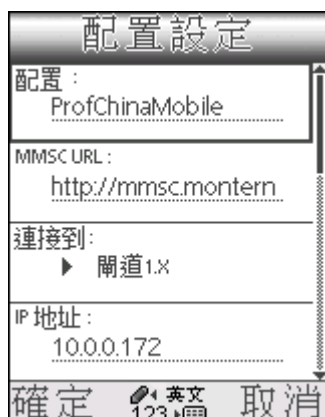 配置設定
配置：
ProfChinaMobile
MMSC URL：
http://mmsc.montern
連接到：
閘道1.X
IP 地址：
10.0.0.172
確定 英文 取消
123